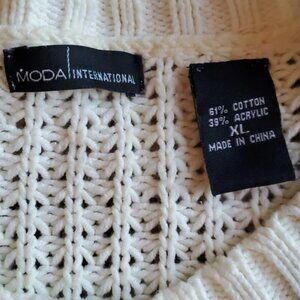 MODA INTERNATIONAL
61% COTTON
39% ACRYLIC
XL
MADE IN CHINA